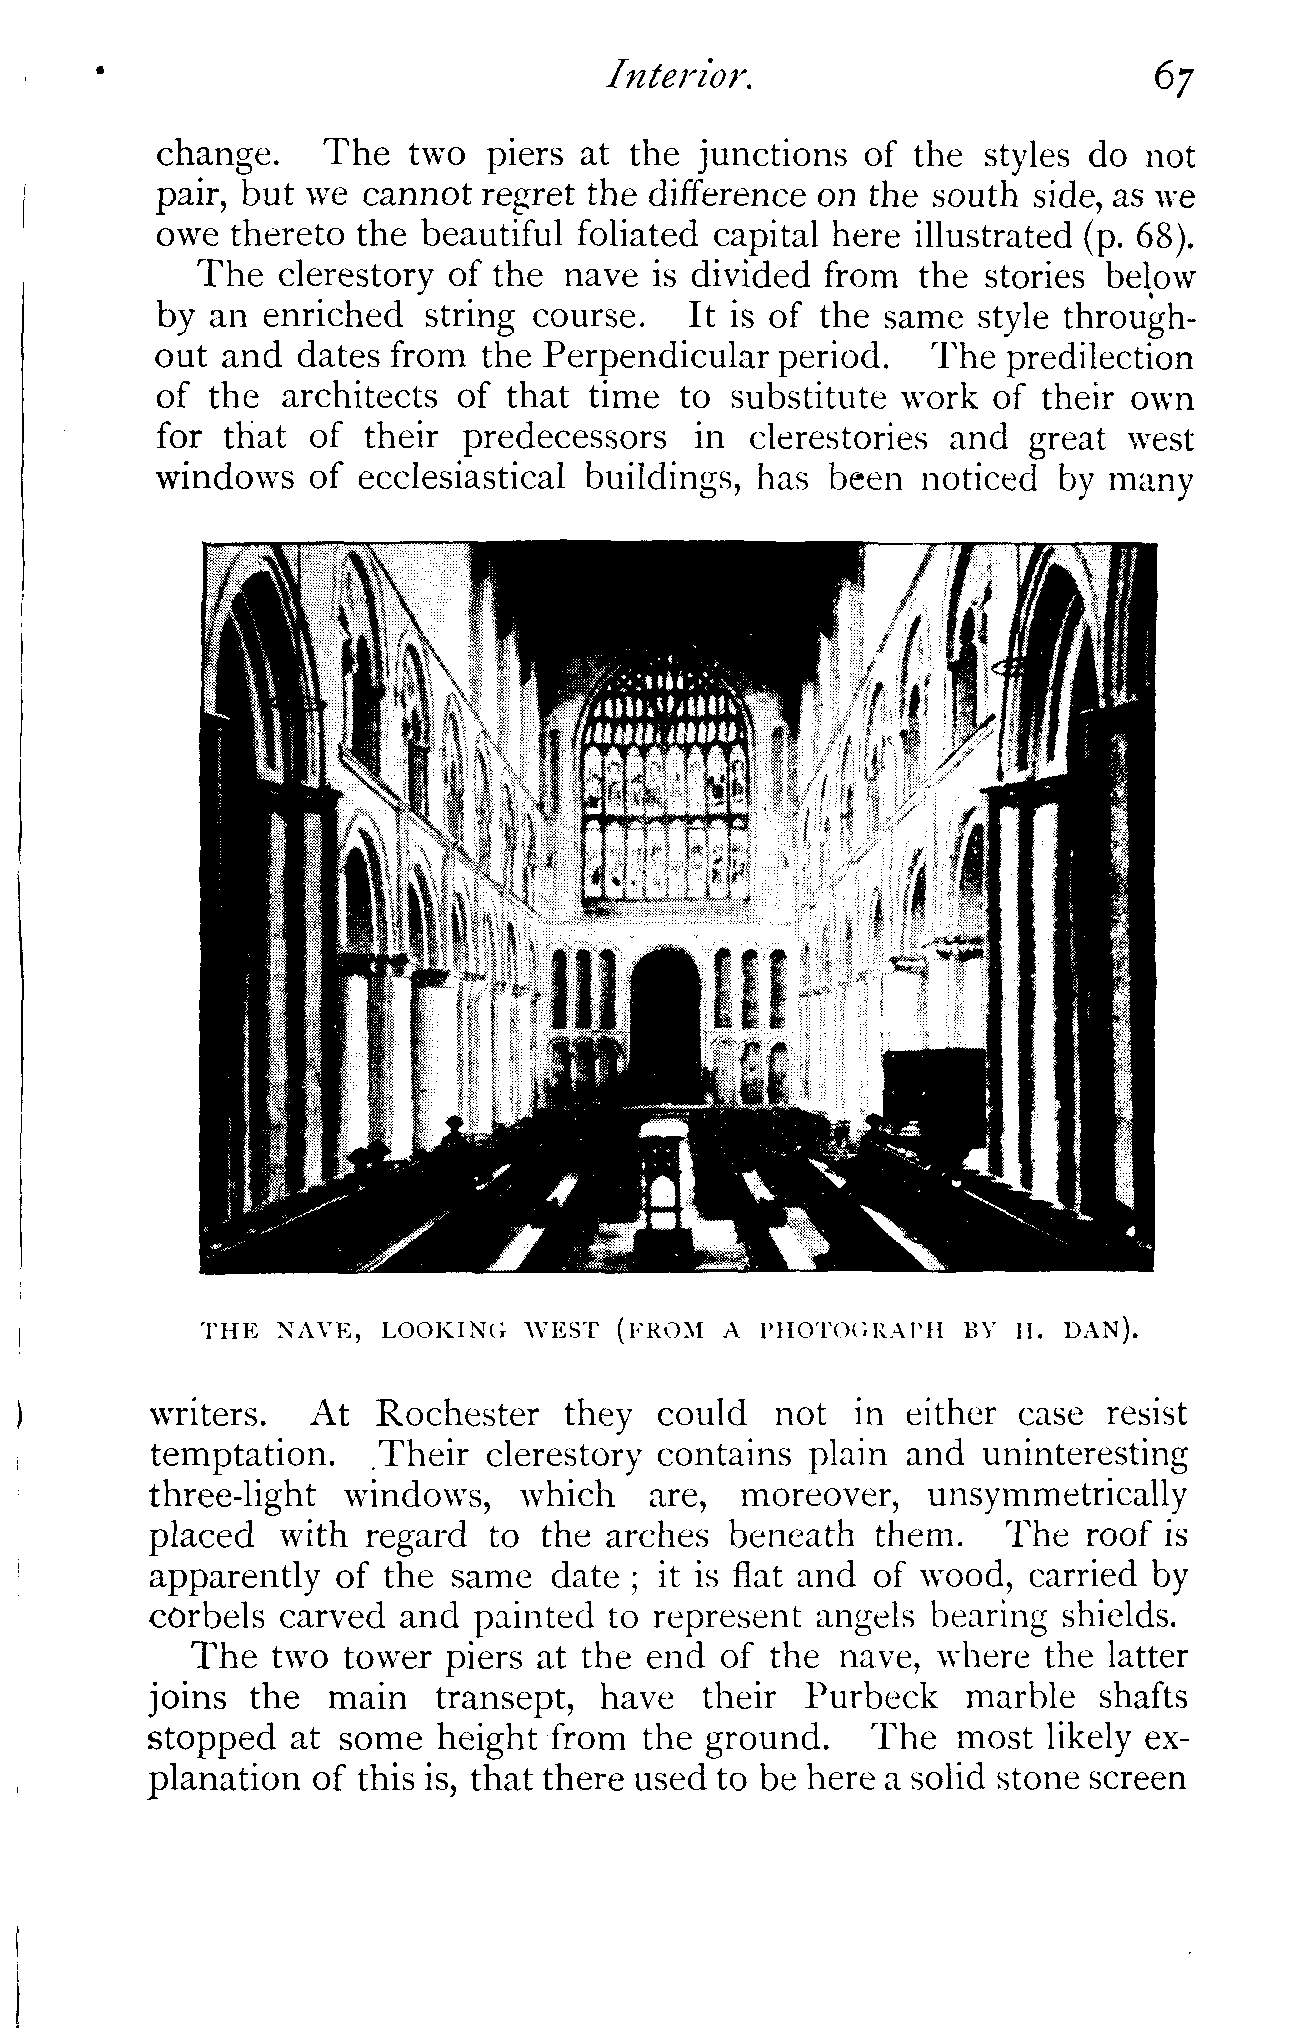 Interior. 67
change. The two piers at the junctions of the styles do not
pair, but we cannot regret the difference on the south side, as we
owe thereto the beautiful foliated capital here illustrated (p. 68).
The clerestory of the nave is divided from the stories below
by an enriched string course. It is of the same style through-
out and dates from the Perpendicular period. The predilection
of the architects of that time to substitute work of their own
for that of their predecessors in clerestories and great west
windows of ecclesiastical buildings, has been noticed by many
THE NAVE, LOOKING WEST (FROM A PHOTOGRAPH BY H. DAN).
writers. At Rochester they could not in either case resist
temptation. Their clerestory contains plain and uninteresting
three-light windows, which are, moreover, unsymmetrically
placed with regard to the arches beneath them. The roof is
apparently of the same date ; it is flat and of wood, carried by
corbels carved and painted to represent angels bearing shields.
The two tower piers at the end of the nave, where the latter
joins the main transept, have their Purbeck marble shafts
stopped at some height from the ground. The most likely ex-
planation of this is, that there used to be here a solid stone screen